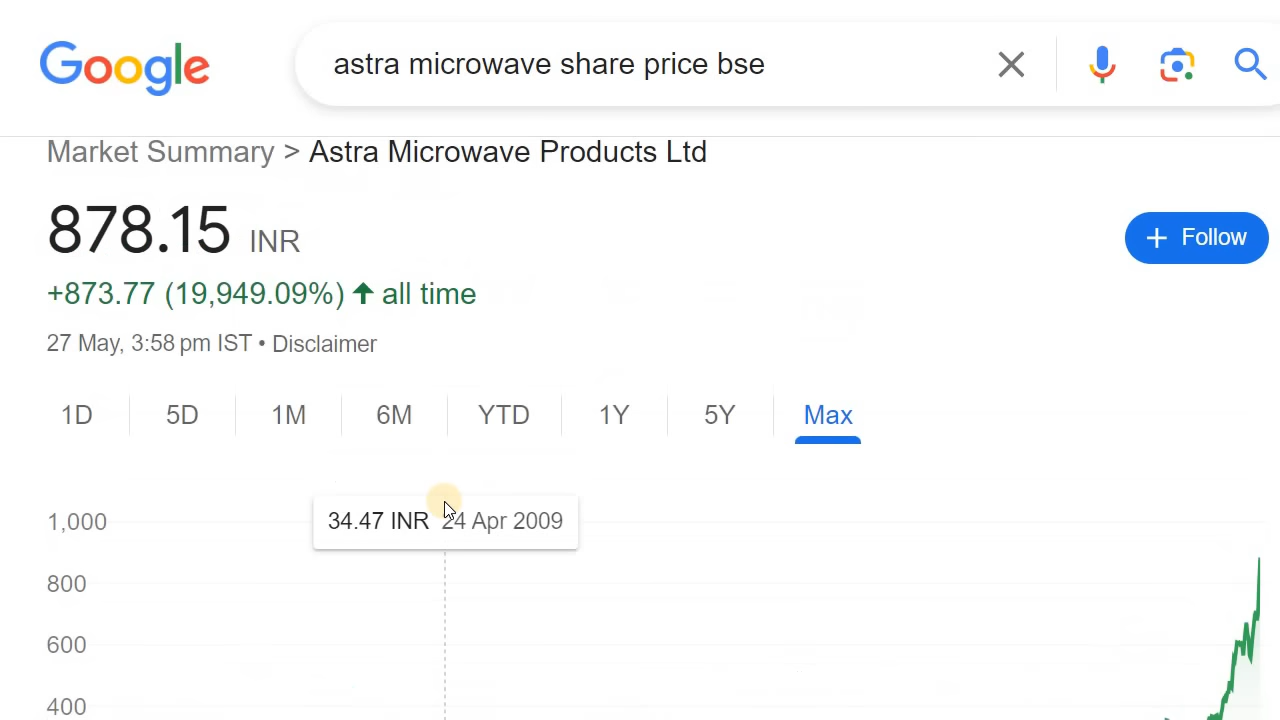 Google
astra microwave share price bse
Market Summary > Astra Microwave Products Ltd
878.15 INR
+ Follow
+873.77 (19,949.09%) ↑ all time
27 May, 3:58 pm IST • Disclaimer
1D 5D 1M 6M YTD 1Y 5Y Max
34.47 INR 24 Apr 2009
1,000
800
600
400